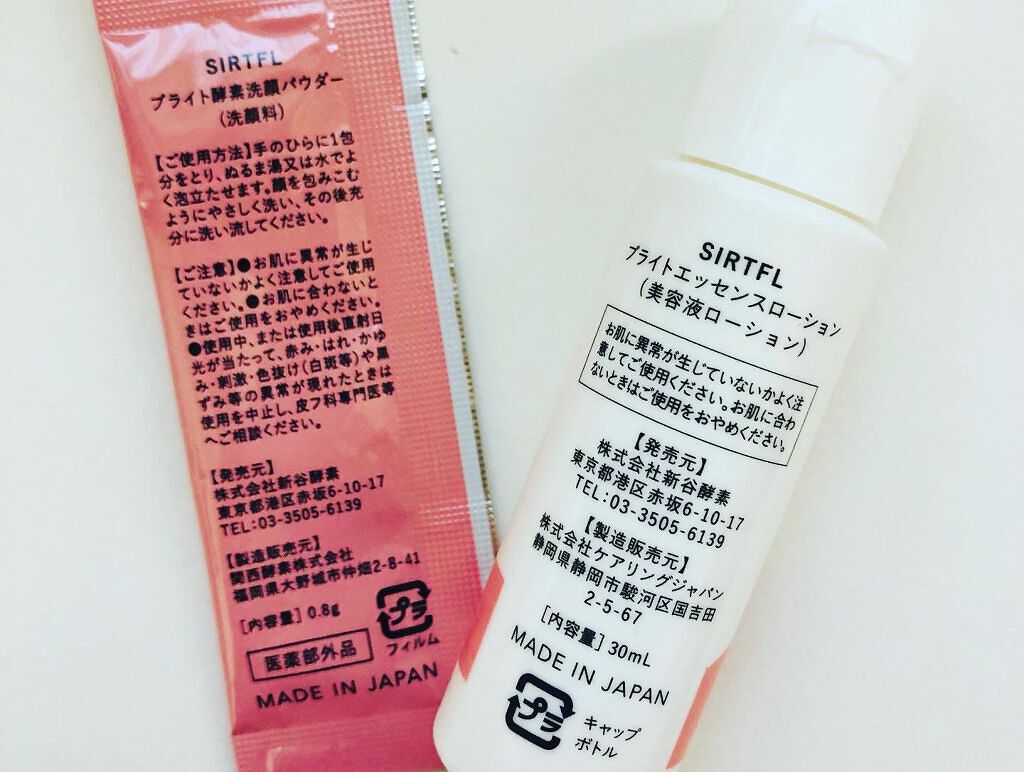 SIRTFL
ブライト酵素洗顔パウダー
(洗顔料)
【ご使用方法】手のひらに1包
分をとり、ぬるま湯又は水でよ
く泡立たせます。顔を包みこむ
ようにやさしく洗い、その後充
分に洗い流してください。
【ご注意】●お肌に異常が生じ
ていないかよく注意してご使用
ください。●お肌に合わないと
きはご使用をおやめください。
●使用中、または使用後直射日
光が当たって、赤み・はれ・かゆ
み・刺激・色抜け(白斑等)や黒
ずみ等の異常が現れたときは
使用を中止し、皮フ科専門医等
へご相談ください。
【発売元】
株式会社新谷酵素
東京都港区赤坂6-10-17
TEL:03-3505-6139
【製造販売元】
関西酵素株式会社
福岡県大野城市仲畑2-8-41
[内容量] 0.8g
プラ
フィルム
医薬部外品
MADE IN JAPAN
SIRTFL
ブライトエッセンスローション
(美容液ローション)
お肌に異常が生じていないかよく注
意してご使用ください。お肌に合わ
ないときはご使用をおやめください。
【発売元】
株式会社新谷酵素
東京都港区赤坂6-10-17
TEL:03-3505-6139
【製造販売元】
株式会社ケアリングジャパン
静岡県静岡市駿河区国吉田
2-5-67
[内容量] 30mL
MADE IN JAPAN
プラ
キャップ
ボトル